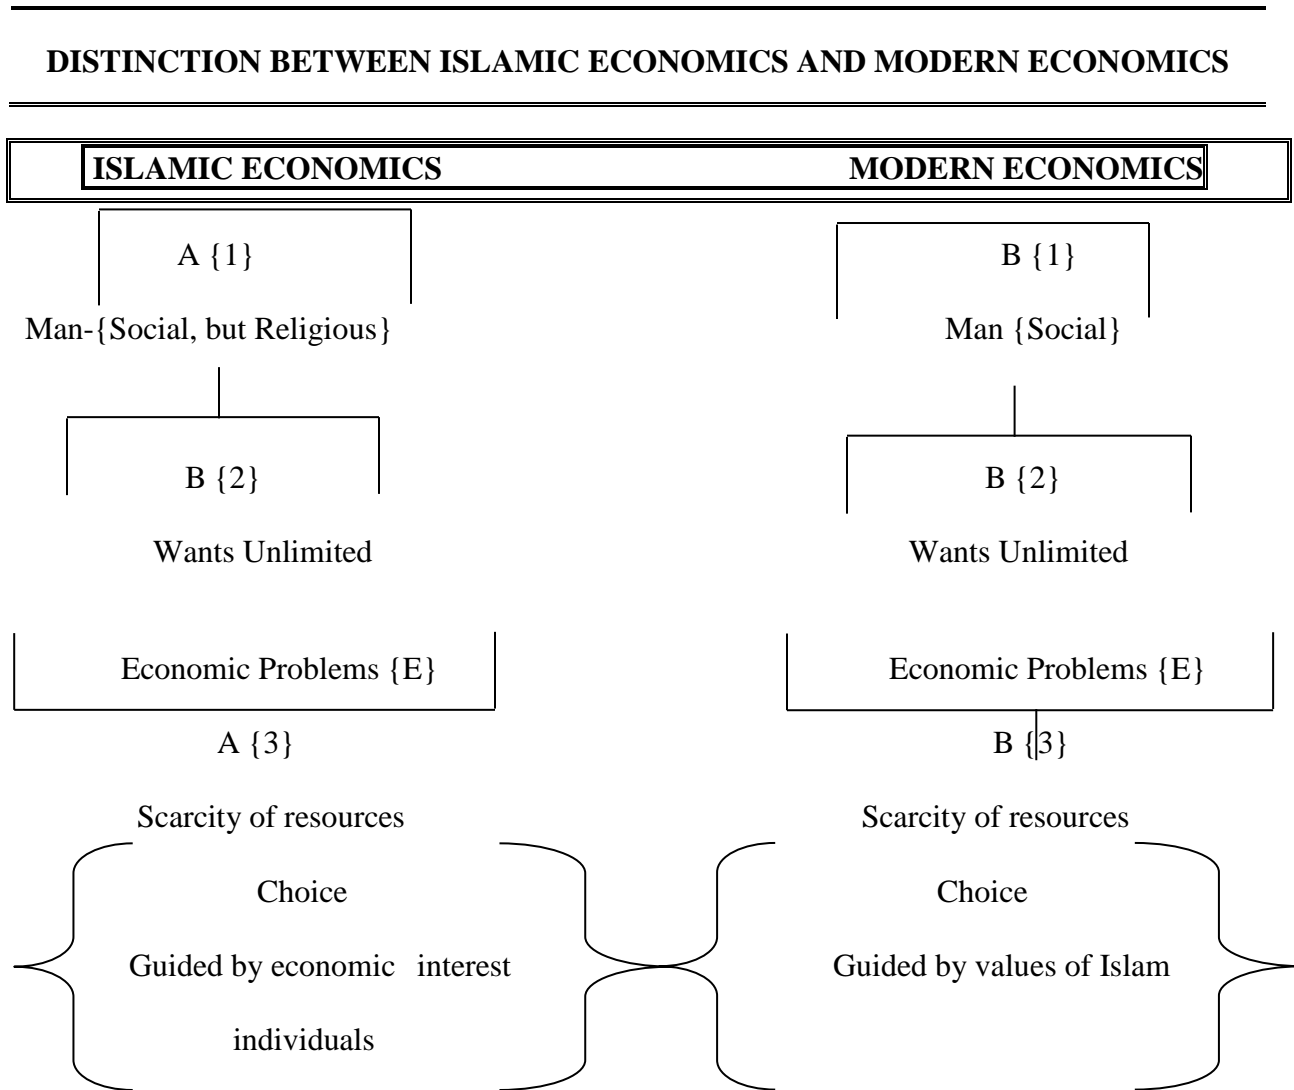 DISTINCTION BETWEEN ISLAMIC ECONOMICS AND MODERN ECONOMICS
ISLAMIC ECONOMICS MODERN ECONOMICS
A {1} B {1}
Man-{Social, but Religious} Man {Social}
B {2} B {2}
Wants Unlimited Wants Unlimited
Economic Problems {E} Economic Problems {E}
A {3} B {3}
Scarcity of resources Scarcity of resources
Choice Choice
Guided by economic interest Guided by values of Islam
individuals